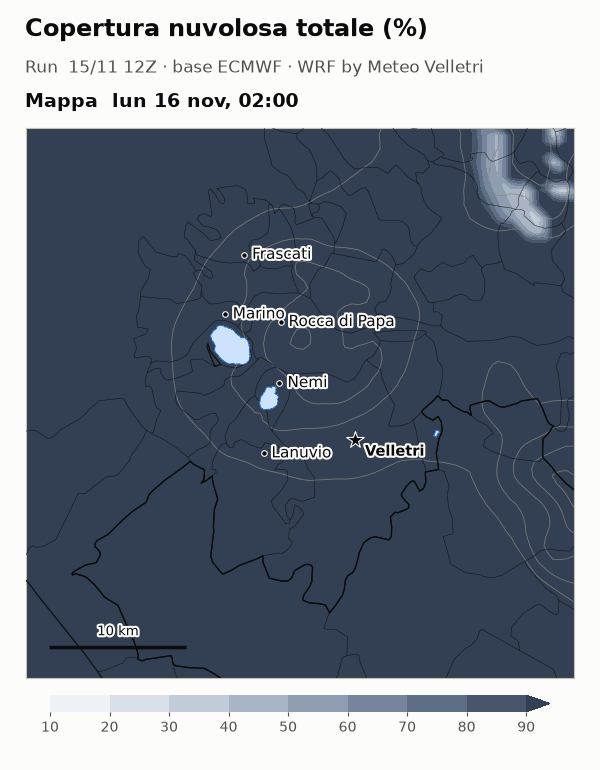 Copertura nuvolosa totale (%)
Run  15/11 12Z · base ECMWF · WRF by Meteo Velletri
Mappa  lun 16 nov, 02:00
Frascati
Marino
Rocca di Papa
Nemi
Velletri
Lanuvio
10 km
10 20 30 40 50 60 70 80 90